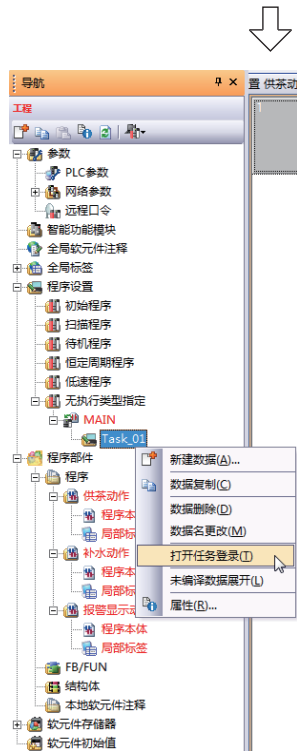 导航
置 供茶动
工程
1
参数
PLC参数
网络参数
远程口令
智能功能模块
全局软元件注释
全局标签
程序设置
初始程序
扫描程序
待机程序
恒定周期程序
低速程序
无执行类型指定
MAIN
Task_01
程序部件
新建数据(A)...
程序
数据复制(C)
供茶动作
数据删除(D)
程序本
数据名更改(M)
局部标
补水动作
打开任务登录(T)
程序本
未编译数据展开(L)
局部标
报警显示动
属性(R)...
程序本体
局部标签
FB/FUN
结构体
本地软元件注释
软元件存储器
软元件初始值